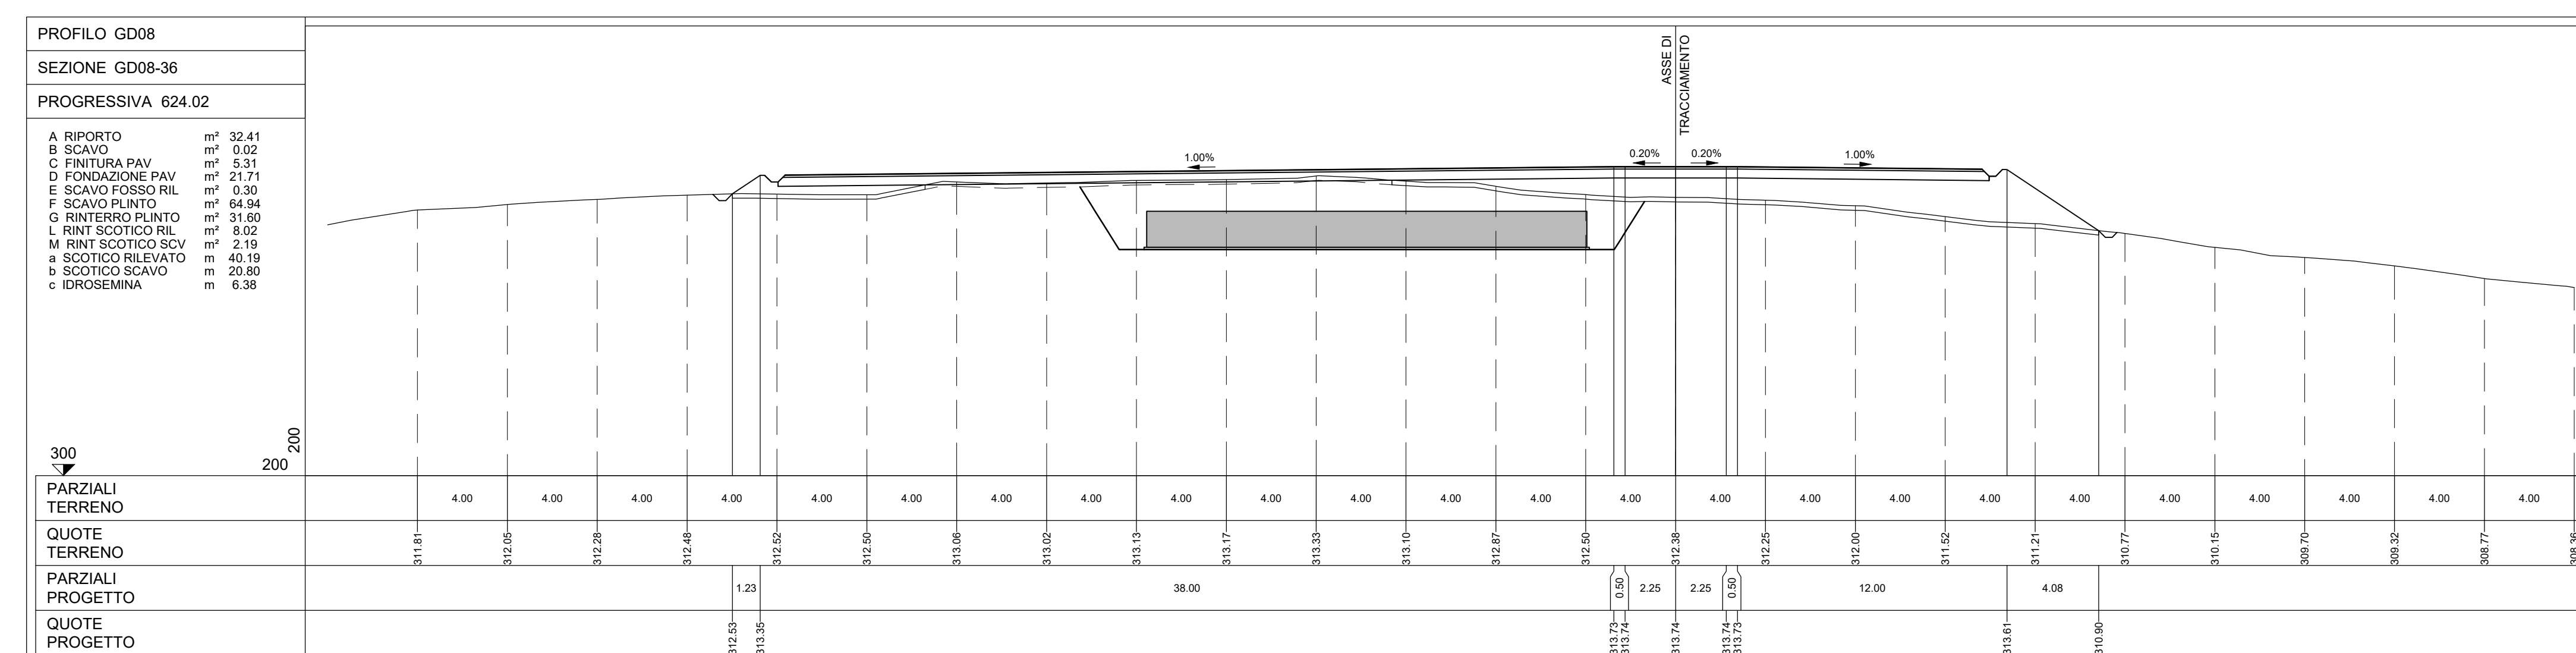 PROFILO GD08
SEZIONE GD08-36
PROGRESSIVA 624.02
A RIPORTO m² 32.41
B SCAVO m² 0.02
C FINITURA PAV m² 5.31
D FONDAZIONE PAV m² 21.71
E SCAVO FOSSO RIL m² 0.30
F SCAVO PLINTO m² 64.94
G RINTERRO PLINTO m² 31.60
L RINT SCOTICO RIL m² 8.02
M RINT SCOTICO SCV m² 2.19
a SCOTICO RILEVATO m 40.19
b SCOTICO SCAVO m 20.80
c IDROSEMINA m 6.38
300
200
200
ASSE DI
TRACCIAMENTO
1.00%
0.20%
0.20%
1.00%
PARZIALI
TERRENO
4.00 4.00 4.00 4.00 4.00 4.00 4.00 4.00 4.00 4.00 4.00 4.00 4.00 4.00 4.00 4.00 4.00 4.00 4.00 4.00 4.00 4.00 4.00 4.00
QUOTE
TERRENO
311.81 312.05 312.28 312.48 312.52 312.50 313.06 313.02 313.13 313.17 313.33 313.10 312.87 312.50 312.38 312.25 312.00 311.52 311.21 310.77 310.15 309.70 309.32 308.77 308.36
PARZIALI
PROGETTO
1.23 38.00 0.50 2.25 2.25 0.50 12.00 4.08
QUOTE
PROGETTO
312.53 313.35 313.73 313.74 313.74 313.74 313.73 313.61 310.90